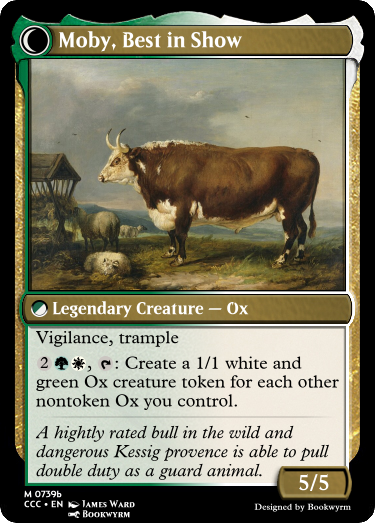 Moby, Best in Show
Legendary Creature — Ox
Vigilance, trample
2, : Create a 1/1 white and
green Ox creature token for each other
nontoken Ox you control.
A hightly rated bull in the wild and
dangerous Kessig provence is able to pull
double duty as a guard animal.
5/5
M 0739b
CCC • EN James Ward
Bookwyrm
Designed by Bookwyrm